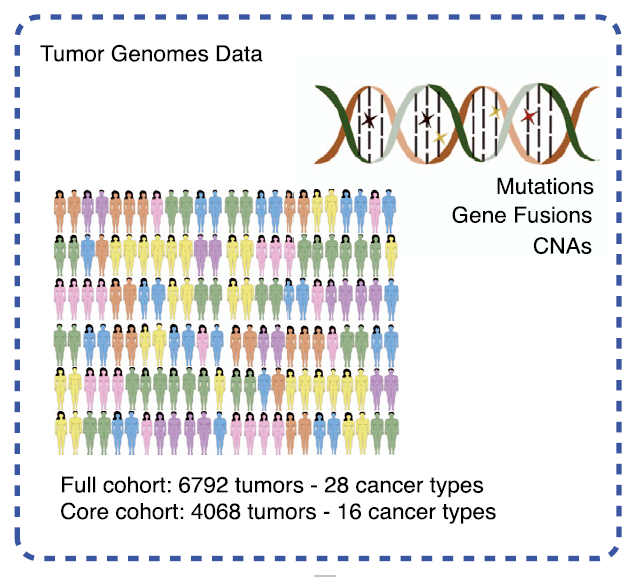 Tumor Genomes Data
Mutations
Gene Fusions
CNAs
Full cohort: 6792 tumors - 28 cancer types
Core cohort: 4068 tumors - 16 cancer types